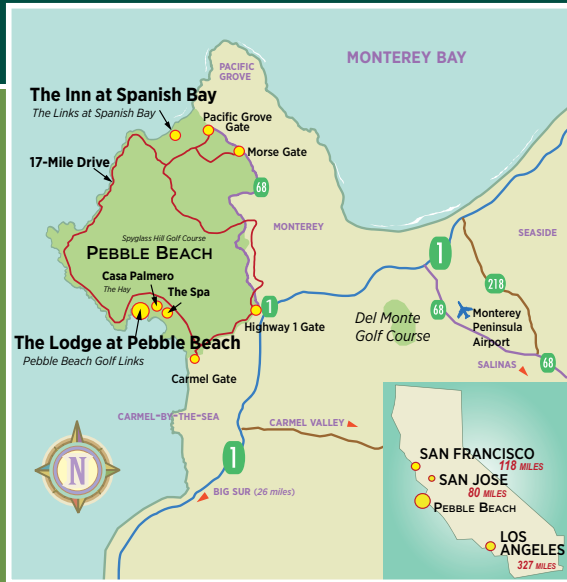 PACIFIC
GROVE
MONTEREY BAY
The Inn at Spanish Bay
The Links at Spanish Bay
Pacific Grove
Gate
Morse Gate
17-Mile Drive
68
MONTEREY
SEASIDE
Spyglass Hill Golf Course
PEBBLE BEACH
1
Casa Palmero
The Hay
The Spa
218
1
68
Monterey
Peninsula
Airport
Highway 1 Gate
Del Monte
Golf Course
The Lodge at Pebble Beach
Pebble Beach Golf Links
SALINAS
68
Carmel Gate
CARMEL-BY-THE-SEA
CARMEL VALLEY
1
N
BIG SUR (26 miles)
SAN FRANCISCO
118 MILES
SAN JOSE
80 MILES
PEBBLE BEACH
LOS
ANGELES
327 MILES